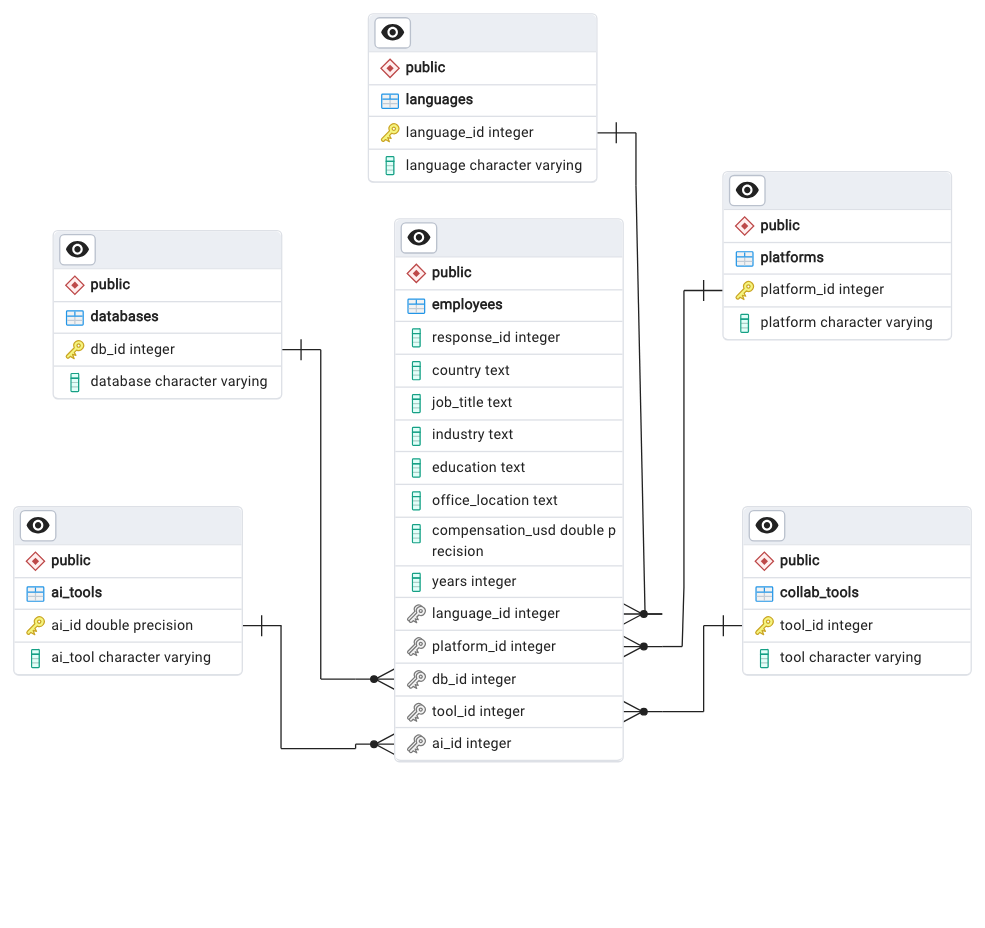 public
languages
language_id integer
language character varying
public
platforms
platform_id integer
platform character varying
public
databases
db_id integer
database character varying
public
employees
response_id integer
country text
job_title text
industry text
education text
office_location text
compensation_usd double p
recision
years integer
language_id integer
platform_id integer
db_id integer
tool_id integer
ai_id integer
public
ai_tools
ai_id double precision
ai_tool character varying
public
collab_tools
tool_id integer
tool character varying